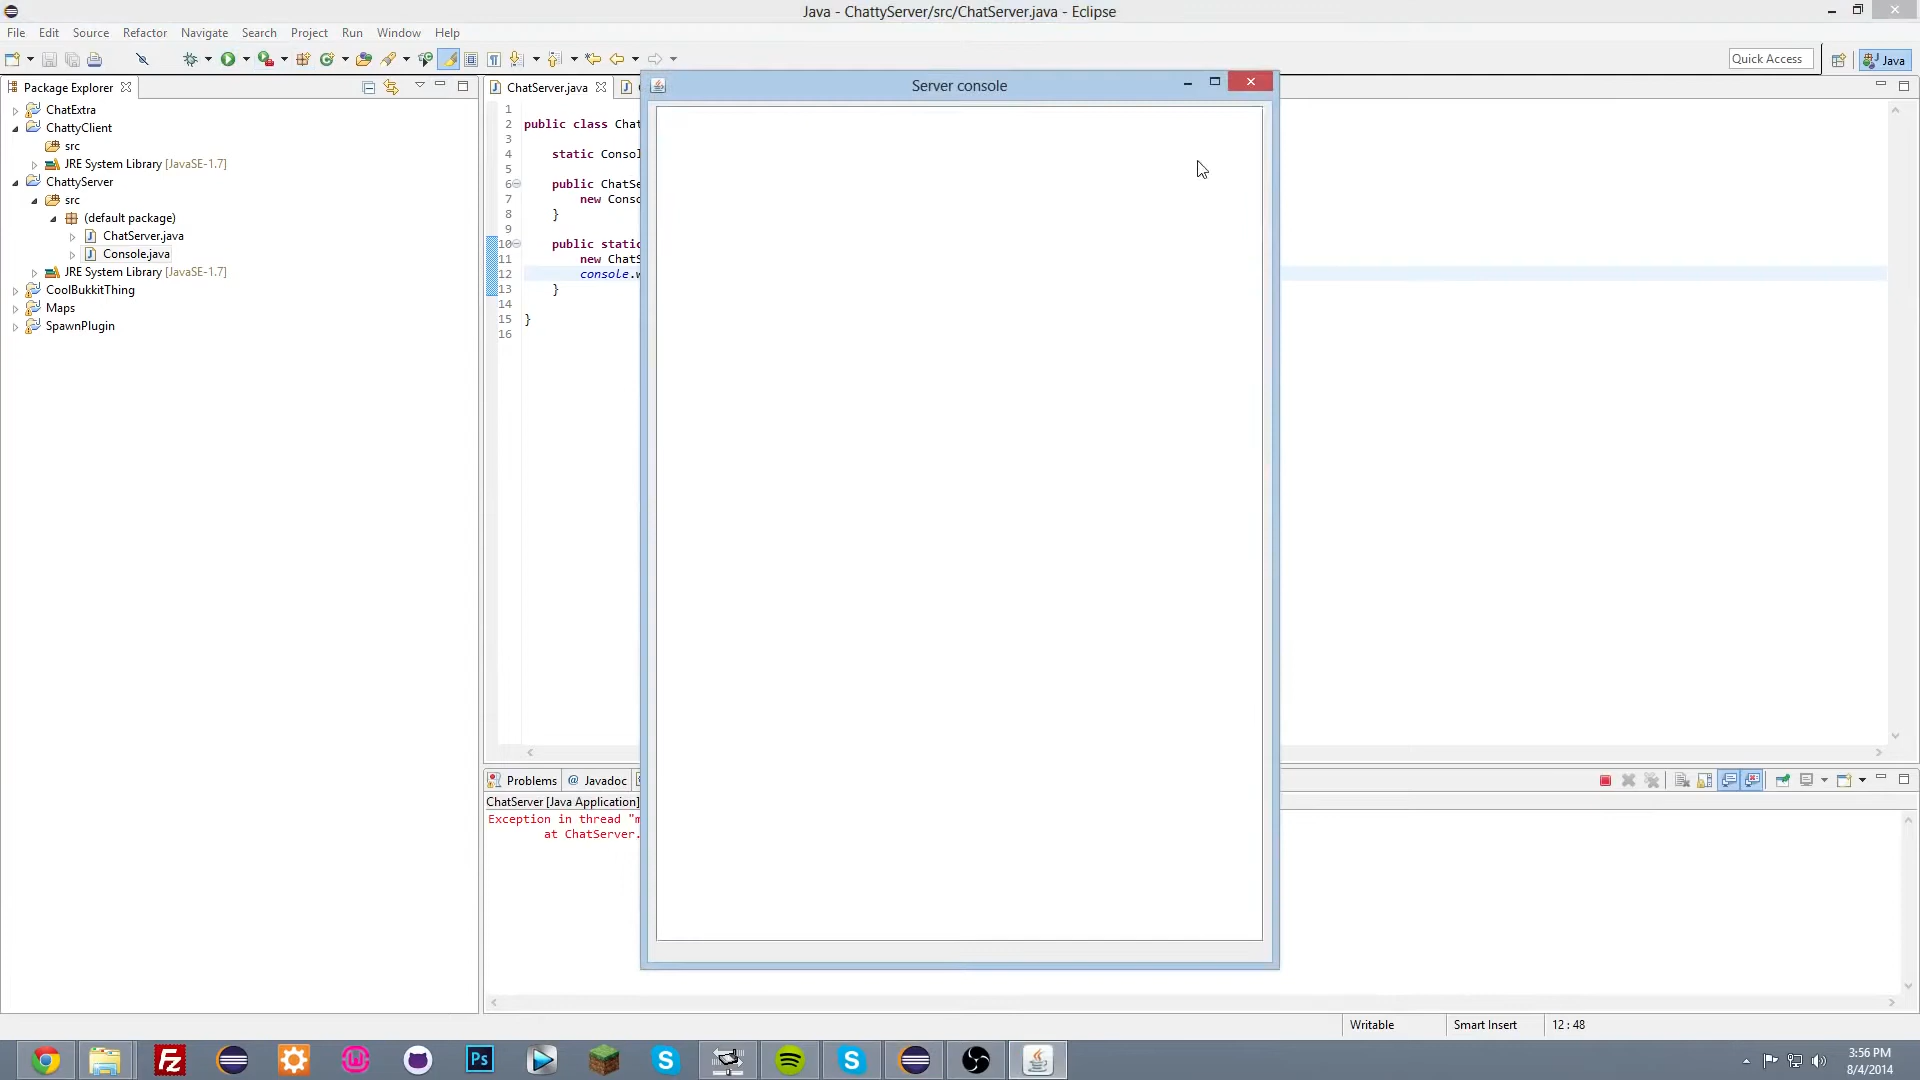 Java - ChattyServer/src/ChatServer.java - Eclipse
File Edit Source Refactor Navigate Search Project Run Window Help
Quick Access
Java
Package Explorer
ChatServer.java
Server console
ChatExtra
ChattyClient
src
JRE System Library [JavaSE-1.7]
ChattyServer
src
(default package)
ChatServer.java
Console.java
JRE System Library [JavaSE-1.7]
CoolBukkitThing
Maps
SpawnPlugin
1
2 public class Chat
3
4 static Consol
5
6 public ChatSe
7 new Conso
8 }
9
10 public static
11 new ChatS
12 console.w
13 }
14
15 }
16
Problems @ Javadoc
ChatServer [Java Application]
Exception in thread "m
at ChatServer.
Writable Smart Insert 12 : 48
Fz
Ps
3:56 PM
8/4/2014